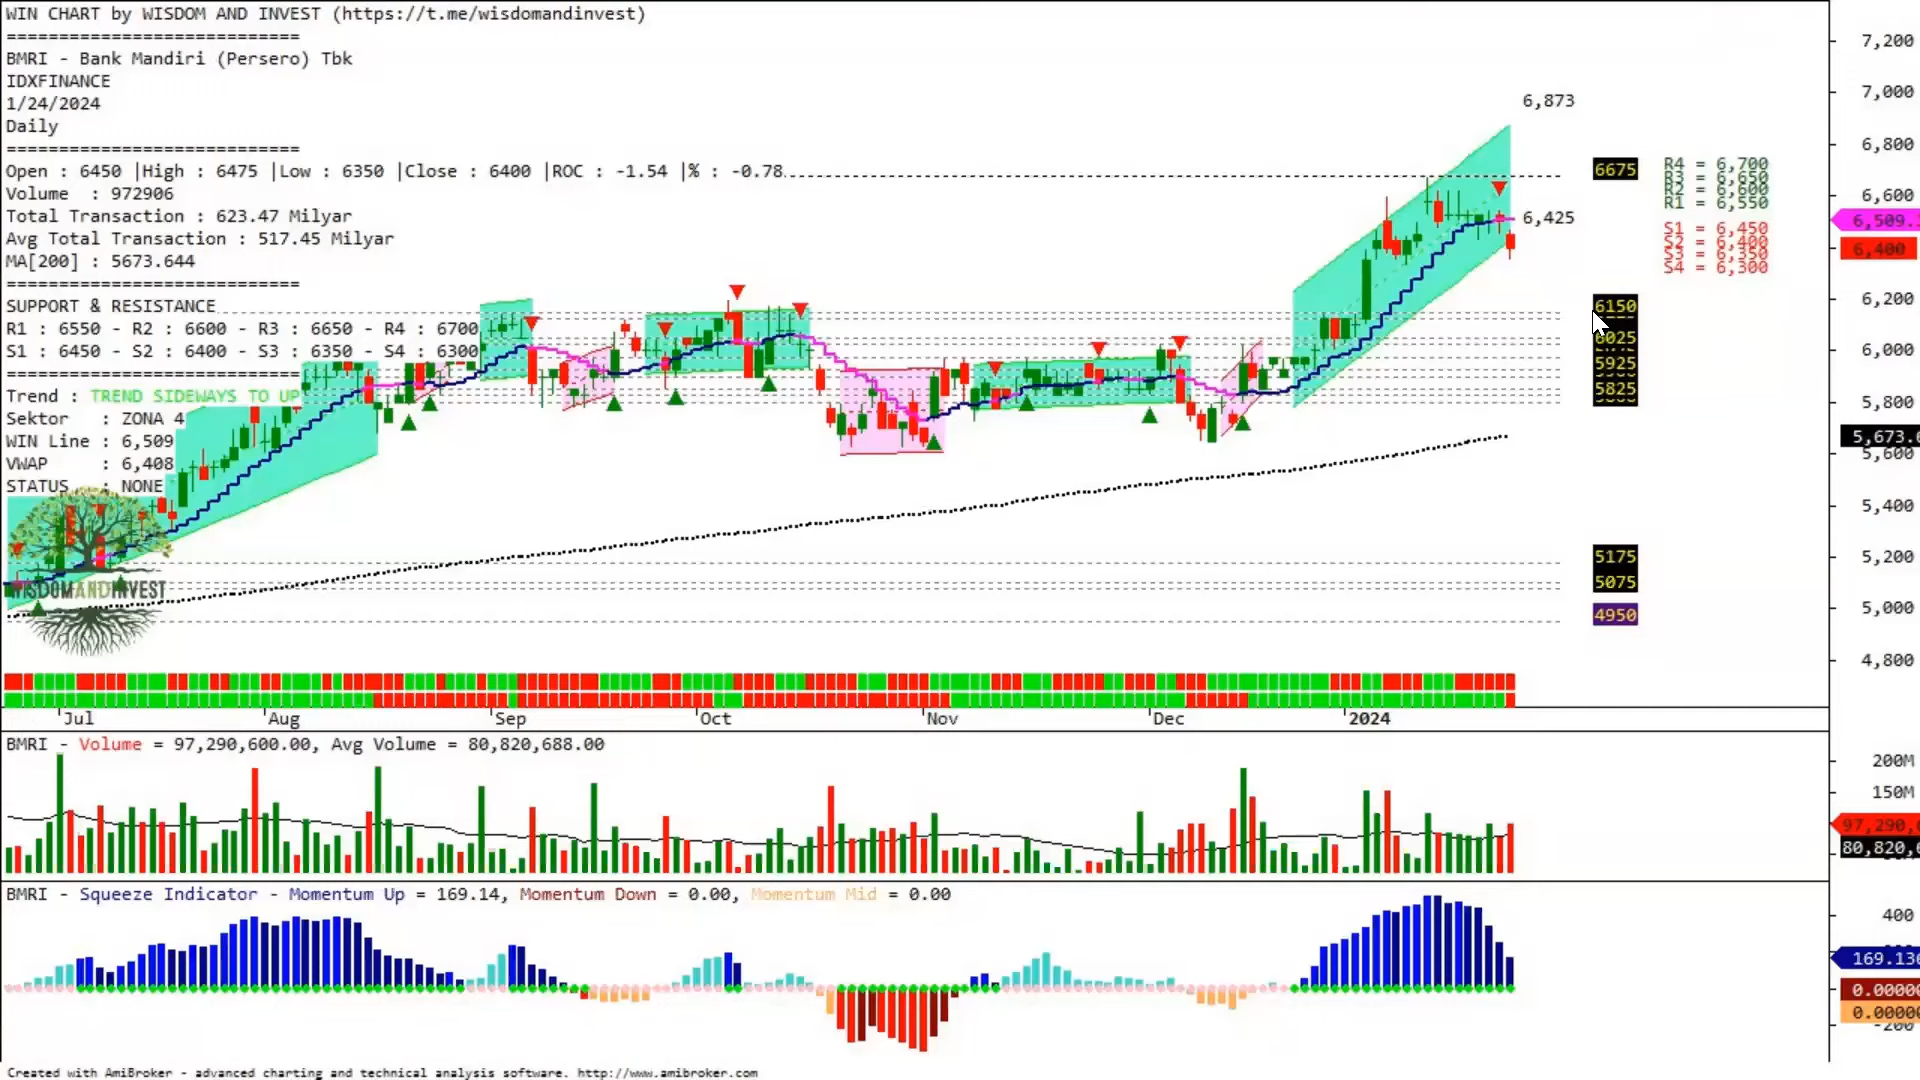 WIN CHART by WISDOM AND INVEST (https://t.me/wisdomandinvest)
============================
BMRI - Bank Mandiri (Persero) Tbk
IDXFINANCE
1/24/2024
Daily
============================
Open : 6450 |High : 6475 |Low : 6350 |Close : 6400 |ROC : -1.54 |% : -0.78
Volume : 972906
Total Transaction : 623.47 Milyar
Avg Total Transaction : 517.45 Milyar
MA[200] : 5673.644
============================
SUPPORT & RESISTANCE
R1 : 6550 - R2 : 6600 - R3 : 6650 - R4 : 6700
S1 : 6450 - S2 : 6400 - S3 : 6350 - S4 : 6300
============================
Trend : TREND SIDEWAYS TO UP
Sektor : ZONA 4
WIN Line : 6,509
VWAP : 6,408
STATUS : NONE
WISDOMANDINVEST
6,873
6,425
6675
6150
6025
5925
5825
5175
5075
4950
R4 = 6,700
R3 = 6,650
R2 = 6,600
R1 = 6,550
S1 = 6,450
S2 = 6,400
S3 = 6,350
S4 = 6,300
7,200
7,000
6,800
6,600
6,509.
6,400
6,200
6,000
5,800
5,673.
5,600
5,400
5,200
5,000
4,800
Jul Aug Sep Oct Nov Dec 2024
BMRI - Volume = 97,290,600.00, Avg Volume = 80,820,688.00
200M
150M
97,290,
80,820,
BMRI - Squeeze Indicator - Momentum Up = 169.14, Momentum Down = 0.00, Momentum Mid = 0.00
400
169.136
0.0000
0.0000
-200
Created with AmiBroker - advanced charting and technical analysis software. http://www.amibroker.com